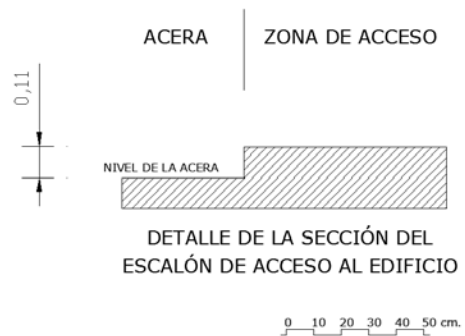 ACERA ZONA DE ACCESO
0,11
NIVEL DE LA ACERA
DETALLE DE LA SECCIÓN DEL
ESCALÓN DE ACCESO AL EDIFICIO
0 10 20 30 40 50 cm.